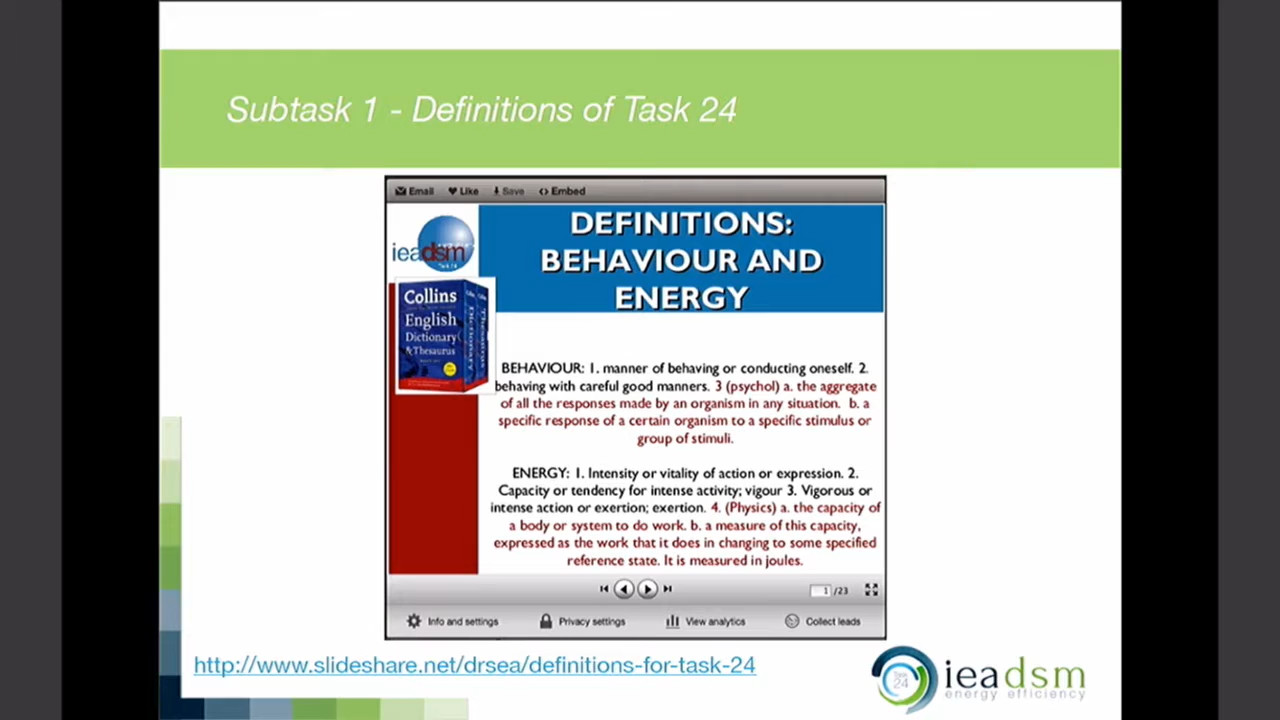 Subtask 1 - Definitions of Task 24
Email Like Save Embed
DEFINITIONS:
BEHAVIOUR AND
ENERGY
ieadsm
Task 24
Collins
English
Dictionary
& Thesaurus
Dictionary
Thesaurus
BEHAVIOUR: 1. manner of behaving or conducting oneself. 2.
behaving with careful good manners. 3 (psychol) a. the aggregate
of all the responses made by an organism in any situation. b. a
specific response of a certain organism to a specific stimulus or
group of stimuli.
ENERGY: 1. Intensity or vitality of action or expression. 2.
Capacity or tendency for intense activity; vigour 3. Vigorous or
intense action or exertion; exertion. 4. (Physics) a. the capacity of
a body or system to do work. b. a measure of this capacity,
expressed as the work that it does in changing to some specified
reference state. It is measured in joules.
1 /23
Info and settings Privacy settings View analytics Collect leads
http://www.slideshare.net/drsea/definitions-for-task-24
Task
24
ieadsm
energy efficiency